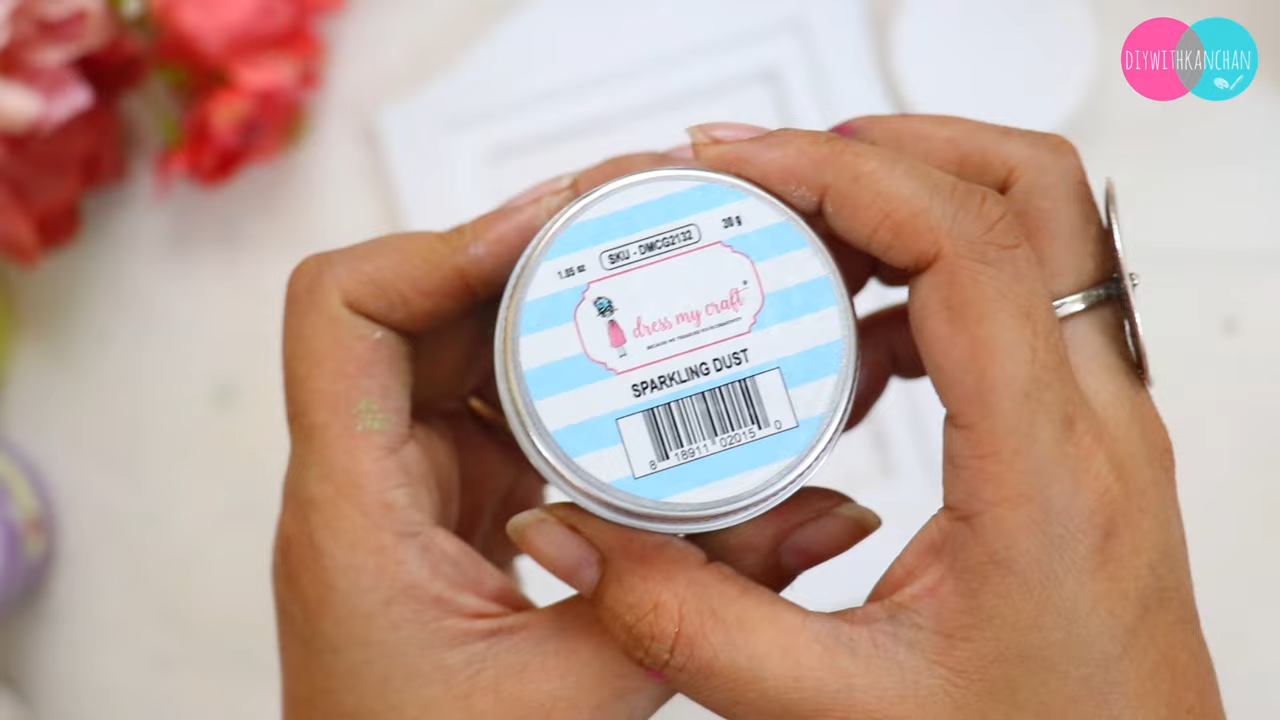 DIYWITHKANCHAN
1.05 oz
SKU - DMCG2132
30 g
dress my craft
SPARKLING DUST
8 18911 02015 0